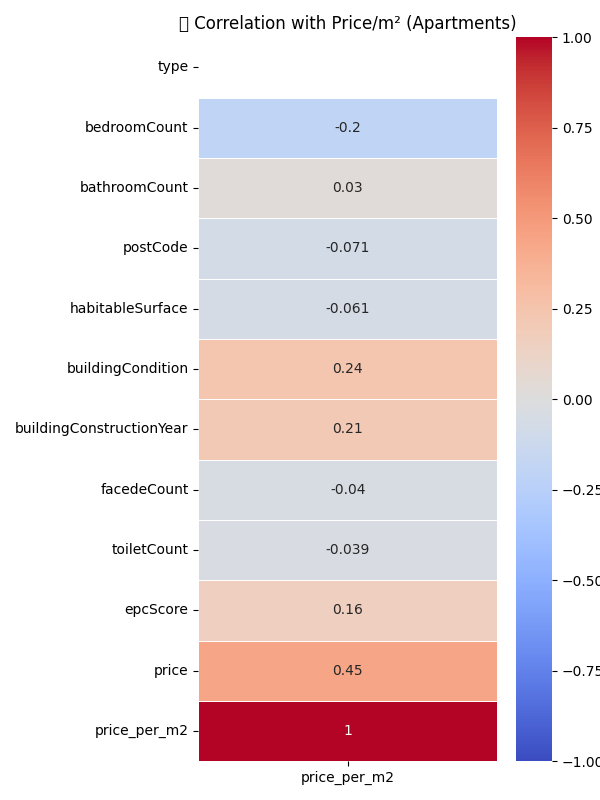 Correlation with Price/m² (Apartments)
type
bedroomCount -0.2
bathroomCount 0.03
postCode -0.071
habitableSurface -0.061
buildingCondition 0.24
buildingConstructionYear 0.21
facedeCount -0.04
toiletCount -0.039
epcScore 0.16
price 0.45
price_per_m2 1
price_per_m2
1.00
0.75
0.50
0.25
0.00
−0.25
−0.50
−0.75
−1.00